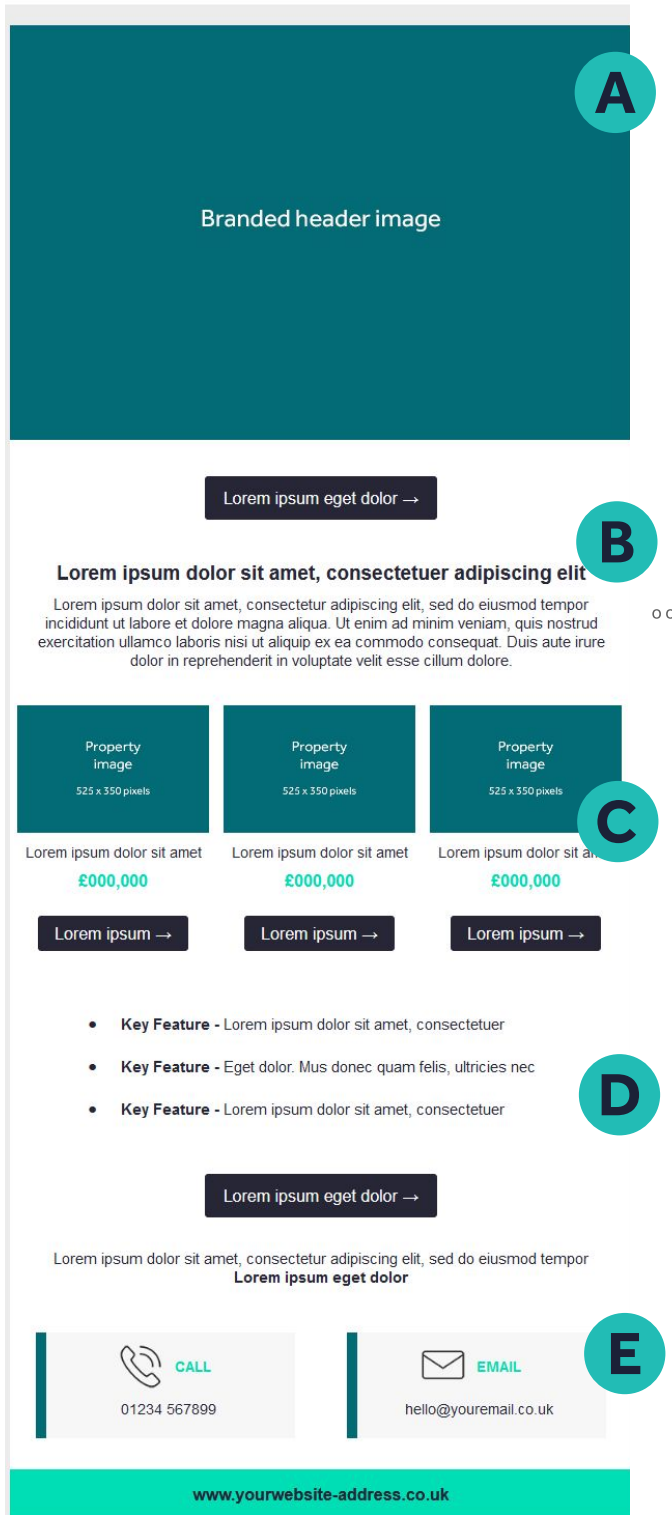 A
Branded header image
Lorem ipsum eget dolor →
B
Lorem ipsum dolor sit amet, consectetuer adipiscing elit
Lorem ipsum dolor sit amet, consectetur adipiscing elit, sed do eiusmod tempor
incididunt ut labore et dolore magna aliqua. Ut enim ad minim veniam, quis nostrud
exercitation ullamco laboris nisi ut aliquip ex ea commodo consequat. Duis aute irure
dolor in reprehenderit in voluptate velit esse cillum dolore.
Property
image
525 x 350 pixels
Lorem ipsum dolor sit amet
£000,000
Lorem ipsum →
Property
image
525 x 350 pixels
Lorem ipsum dolor sit amet
£000,000
Lorem ipsum →
Property
image
525 x 350 pixels
C
Lorem ipsum dolor sit
£000,000
Lorem ipsum →
• Key Feature - Lorem ipsum dolor sit amet, consectetuer
• Key Feature - Eget dolor. Mus donec quam felis, ultricies nec
• Key Feature - Lorem ipsum dolor sit amet, consectetuer
D
Lorem ipsum eget dolor →
Lorem ipsum dolor sit amet, consectetur adipiscing elit, sed do eiusmod tempor
Lorem ipsum eget dolor
CALL
01234 567899
EMAIL
hello@youremail.co.uk
E
www.yourwebsite-address.co.uk